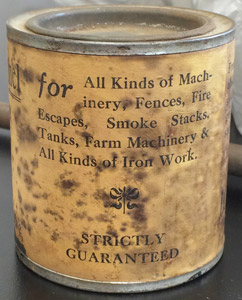 for All Kinds of Mach-
inery, Fences, Fire
Escapes, Smoke Stacks.
Tanks, Farm Machinery &
All Kinds of Iron Work.
STRICTLY
GUARANTEED